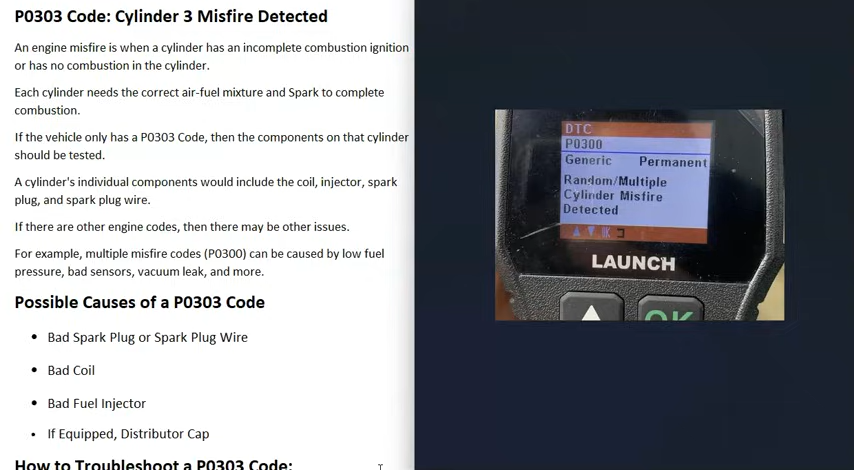 P0303 Code: Cylinder 3 Misfire Detected
An engine misfire is when a cylinder has an incomplete combustion ignition
or has no combustion in the cylinder.
Each cylinder needs the correct air-fuel mixture and Spark to complete
combustion.
If the vehicle only has a P0303 Code, then the components on that cylinder
should be tested.
A cylinder's individual components would include the coil, injector, spark
plug, and spark plug wire.
If there are other engine codes, then there may be other issues.
For example, multiple misfire codes (P0300) can be caused by low fuel
pressure, bad sensors, vacuum leak, and more.
Possible Causes of a P0303 Code
• Bad Spark Plug or Spark Plug Wire
• Bad Coil
• Bad Fuel Injector
• If Equipped, Distributor Cap
How to Troubleshoot a P0303 Code:
DTC
P0300
Generic Permanent
Random/Multiple
Cylinder Misfire
Detected
OK
LAUNCH
OK